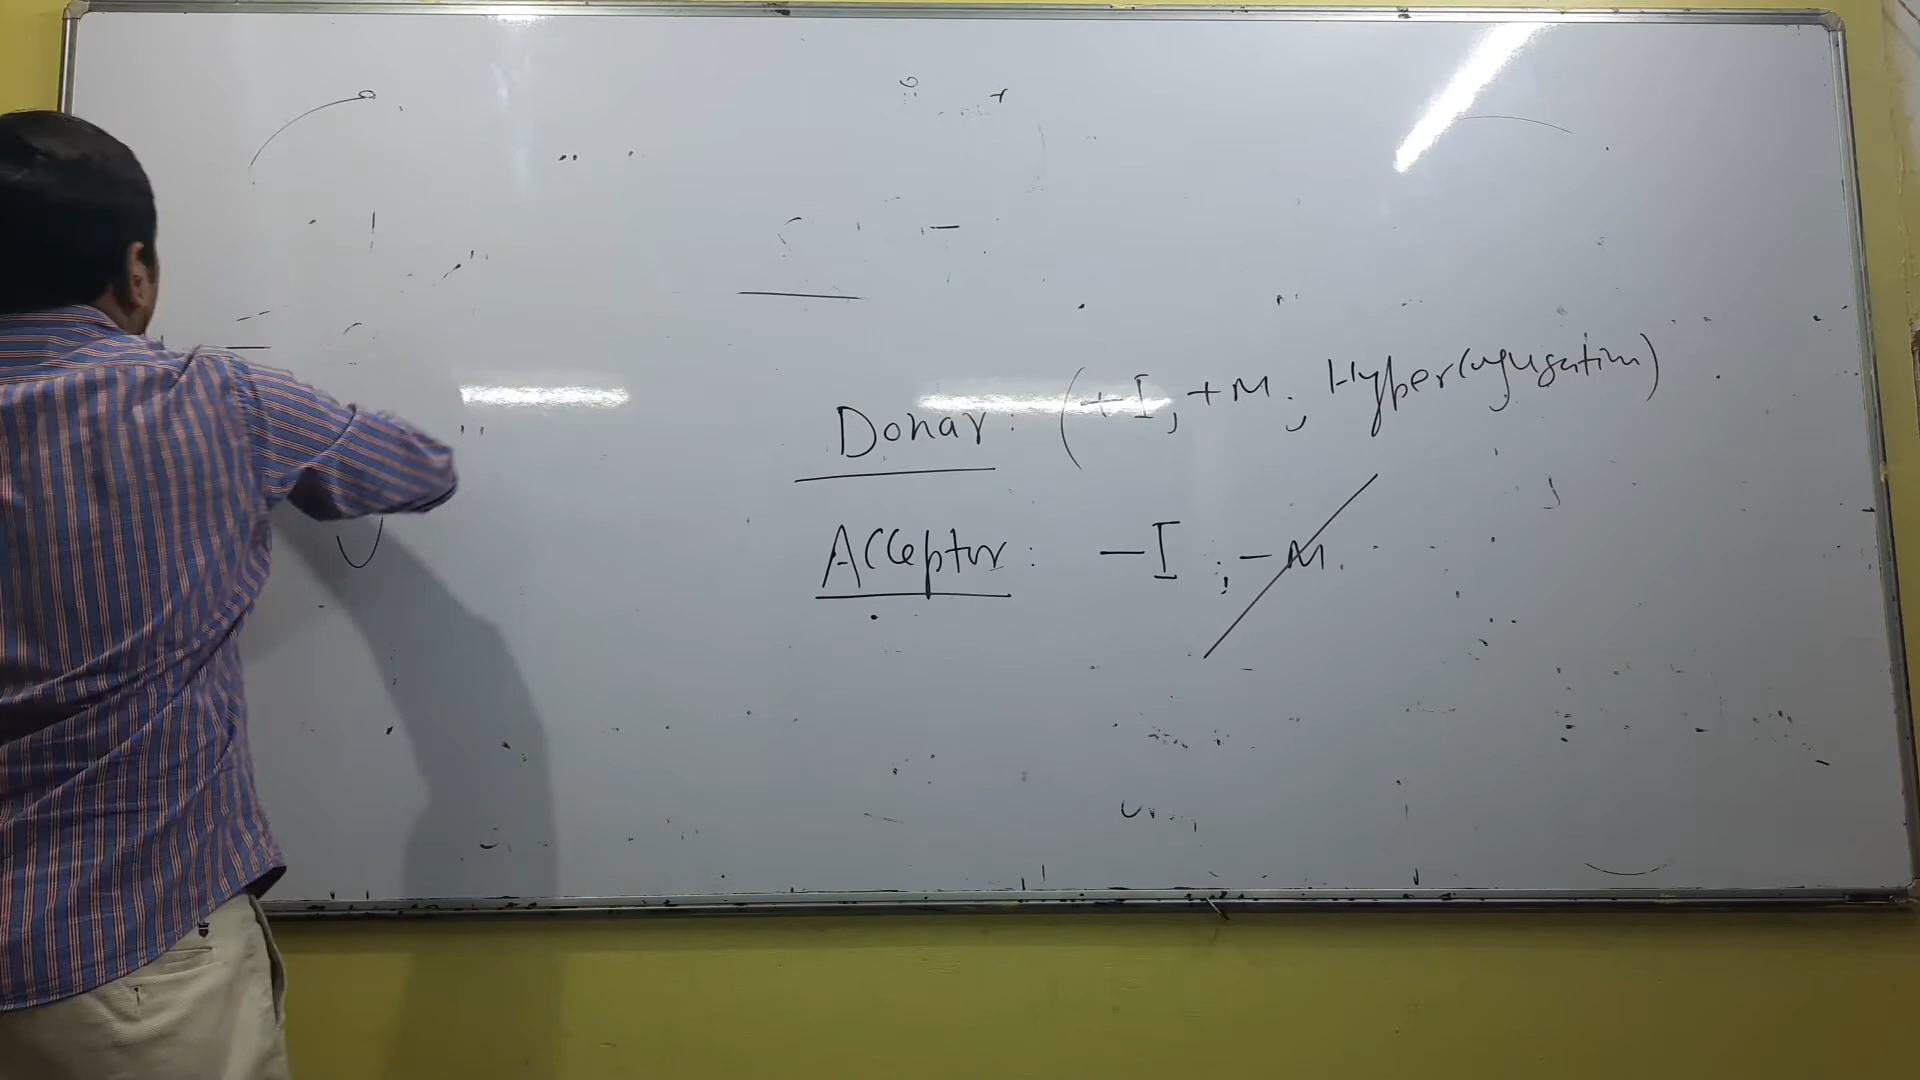 Donar : (+I, +M, Hyperconjugation)
Acceptor : -I ; -M.